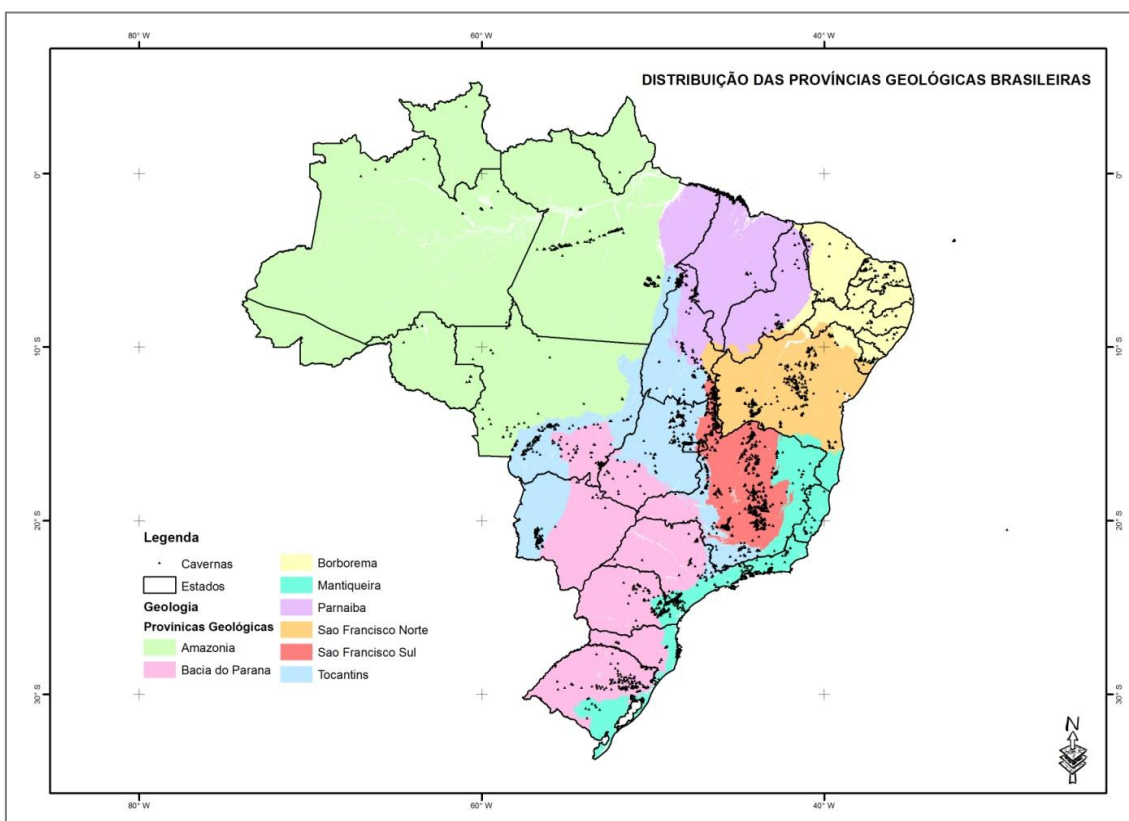 80° W
60° W
40° W
DISTRIBUIÇÃO DAS PROVÍNCIAS GEOLÓGICAS BRASILEIRAS
0°
0°
10°S
10°S
20°S
20°S
30°S
30°S
Legenda
Cavernas
Estados
Geologia
Provinicas Geológicas
Amazonia
Bacia do Parana
Borborema
Mantiqueira
Parnaiba
Sao Francisco Norte
Sao Francisco Sul
Tocantins
N
80° W
60° W
40° W